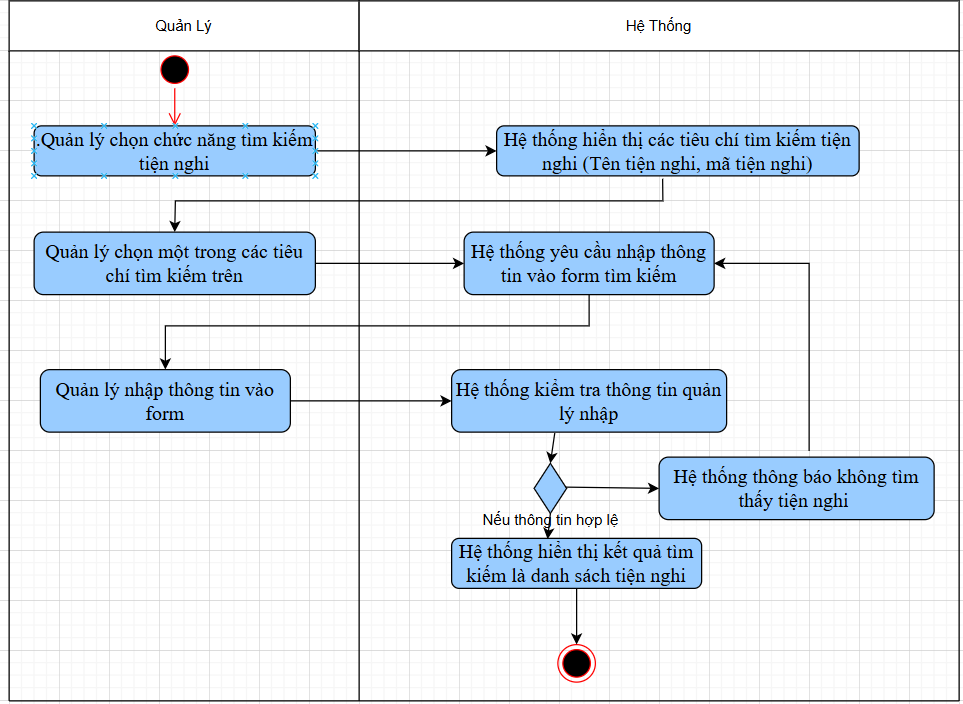 Quản Lý
Hệ Thống
.Quản lý chọn chức năng tìm kiếm
tiện nghi
Hệ thống hiển thị các tiêu chí tìm kiếm tiện
nghi (Tên tiện nghi, mã tiện nghi)
Quản lý chọn một trong các tiêu
chí tìm kiếm trên
Hệ thống yêu cầu nhập thông
tin vào form tìm kiếm
Quản lý nhập thông tin vào
form
Hệ thống kiểm tra thông tin quản
lý nhập
Hệ thống thông báo không tìm
thấy tiện nghi
Nếu thông tin hợp lệ
Hệ thống hiển thị kết quả tìm
kiếm là danh sách tiện nghi